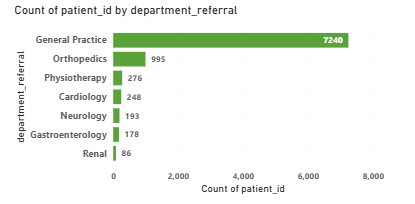 Count of patient_id by department_referral
department_referral
General Practice 7240
Orthopedics 995
Physiotherapy 276
Cardiology 248
Neurology 193
Gastroenterology 178
Renal 86
0 2,000 4,000 6,000 8,000
Count of patient_id